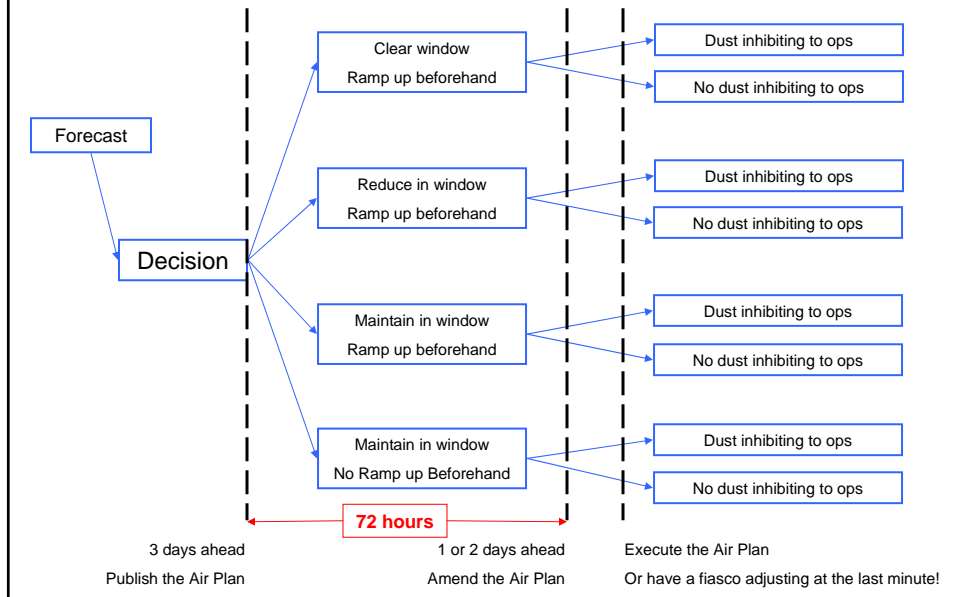 Forecast
Decision
Clear window
Ramp up beforehand
Dust inhibiting to ops
No dust inhibiting to ops
Reduce in window
Ramp up beforehand
Dust inhibiting to ops
No dust inhibiting to ops
Maintain in window
Ramp up beforehand
Dust inhibiting to ops
No dust inhibiting to ops
Maintain in window
No Ramp up Beforehand
Dust inhibiting to ops
No dust inhibiting to ops
72 hours
3 days ahead
Publish the Air Plan
1 or 2 days ahead
Amend the Air Plan
Execute the Air Plan
Or have a fiasco adjusting at the last minute!